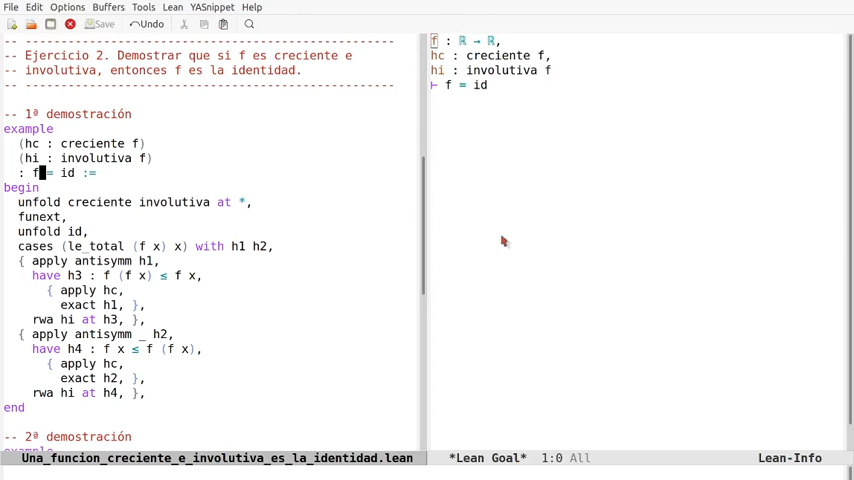 File Edit Options Buffers Tools Lean YASnippet Help
Save Undo
-- ---------------------------------------------------
-- Ejercicio 2. Demostrar que si f es creciente e
-- involutiva, entonces f es la identidad.
-- ---------------------------------------------------
-- 1ª demostración
example
(hc : creciente f)
(hi : involutiva f)
: f = id :=
begin
unfold creciente involutiva at *,
funext,
unfold id,
cases (le_total (f x) x) with h1 h2,
{ apply antisymm h1,
have h3 : f (f x) ≤ f x,
{ apply hc,
exact h1, },
rwa hi at h3, },
{ apply antisymm _ h2,
have h4 : f x ≤ f (f x),
{ apply hc,
exact h2, },
rwa hi at h4, },
end
-- 2ª demostración
example
Una_funcion_creciente_e_involutiva_es_la_identidad.lean
f : ℝ → ℝ,
hc : creciente f,
hi : involutiva f
⊢ f = id
*Lean Goal* 1:0 All Lean-Info